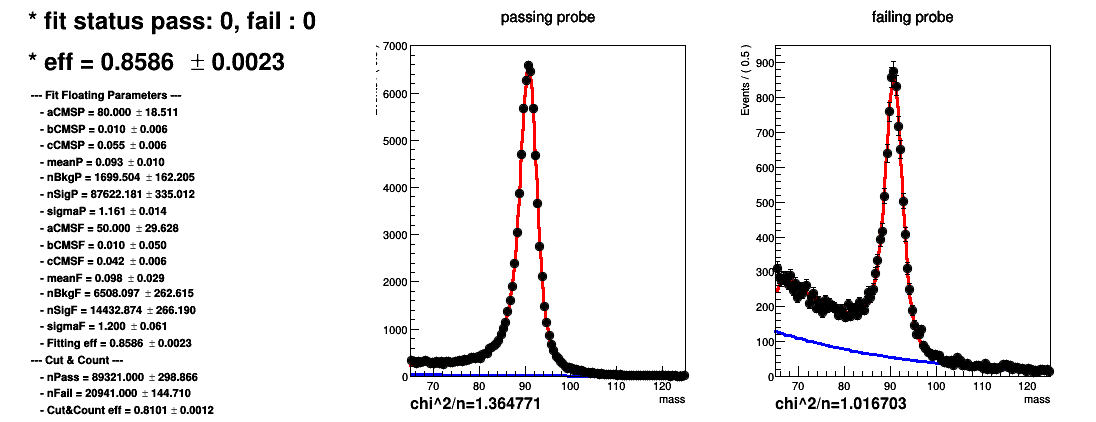 * fit status pass: 0, fail : 0
* eff = 0.8586 ± 0.0023
--- Fit Floating Parameters ---
- aCMSP = 80.000 ± 18.511
- bCMSP = 0.010 ± 0.006
- cCMSP = 0.055 ± 0.006
- meanP = 0.093 ± 0.010
- nBkgP = 1699.504 ± 162.205
- nSigP = 87622.181 ± 335.012
- sigmaP = 1.161 ± 0.014
- aCMSF = 50.000 ± 29.628
- bCMSF = 0.010 ± 0.050
- cCMSF = 0.042 ± 0.006
- meanF = 0.098 ± 0.029
- nBkgF = 6508.097 ± 262.615
- nSigF = 14432.874 ± 266.190
- sigmaF = 1.200 ± 0.061
- Fitting eff = 0.8586 ± 0.0023
--- Cut & Count ---
- nPass = 89321.000 ± 298.866
- nFail = 20941.000 ± 144.710
- Cut&Count eff = 0.8101 ± 0.0012
passing probe
7000
6000
5000
4000
3000
2000
1000
0
70 80 90 100 110 120
mass
chi^2/n=1.364771
failing probe
Events / ( 0.5 )
900
800
700
600
500
400
300
200
100
0
70 80 90 100 110 120
mass
chi^2/n=1.016703